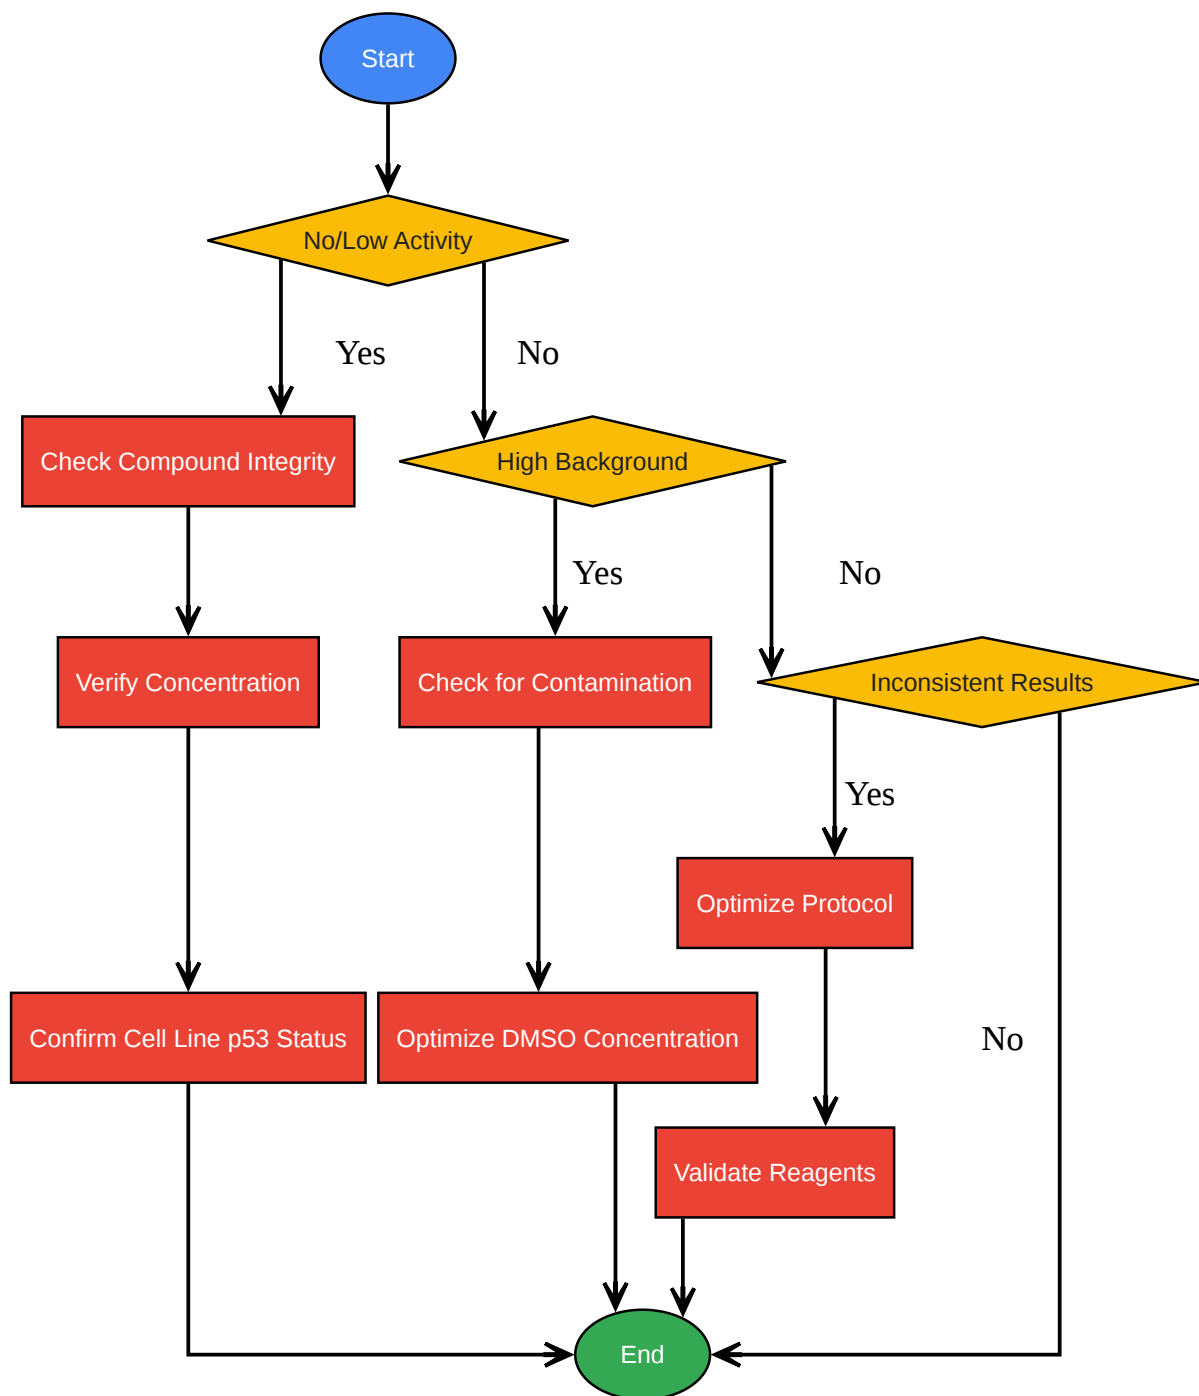 Start
No/Low Activity
Yes
No
Check Compound Integrity
High Background
Yes
No
Verify Concentration
Check for Contamination
Inconsistent Results
Yes
Optimize Protocol
Confirm Cell Line p53 Status
Optimize DMSO Concentration
No
Validate Reagents
End